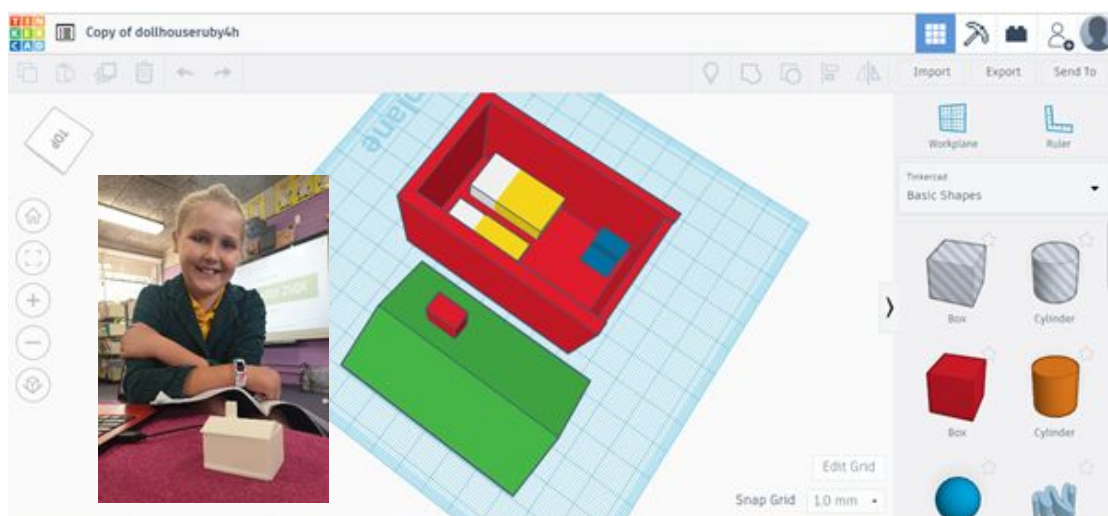 TIN
KER
CAD
Copy of dollhouseruby4h
Import
Export
Send To
TOP
Workplane
Ruler
Tinkercad
Basic Shapes
Box
Cylinder
Box
Cylinder
Edit Grid
Snap Grid 1.0 mm